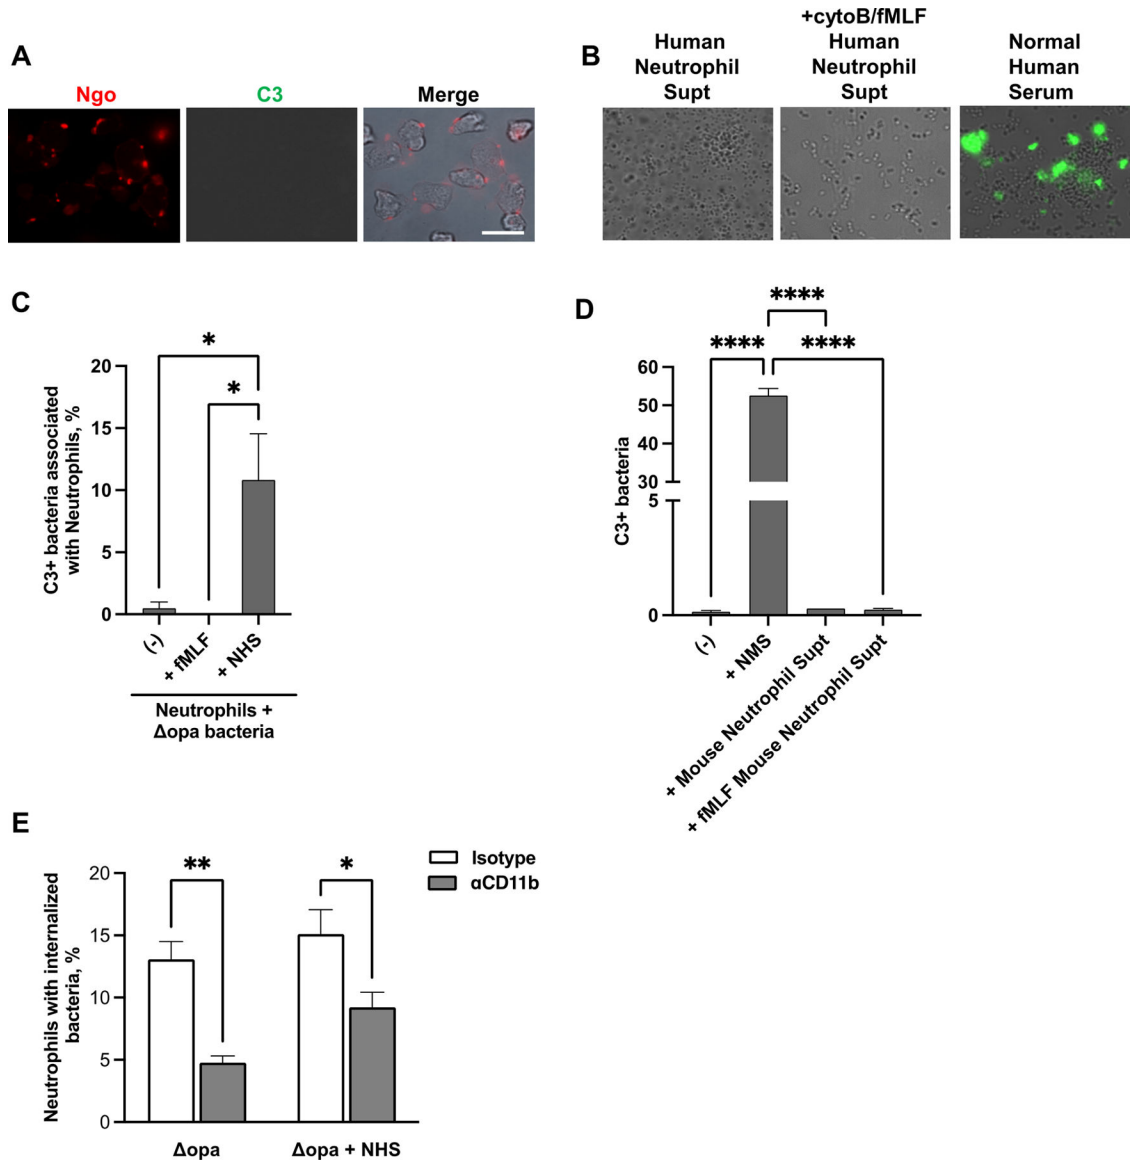 A
Ngo
C3
Merge
B
Human
Neutrophil
Supt
+cytoB/fMLF
Human
Neutrophil
Supt
Normal
Human
Serum
C
C3+ bacteria associated
with Neutrophils, %
20
15
10
5
0
*
*
(-)
+ fMLF
+ NHS
Neutrophils +
Δopa bacteria
D
C3+ bacteria
60
50
40
30
5
0
****
****
****
(-)
+ NMS
+ Mouse Neutrophil Supt
+ fMLF Mouse Neutrophil Supt
E
Neutrophils with internalized
bacteria, %
20
15
10
5
0
**
*
Isotype
αCD11b
Δopa
Δopa + NHS